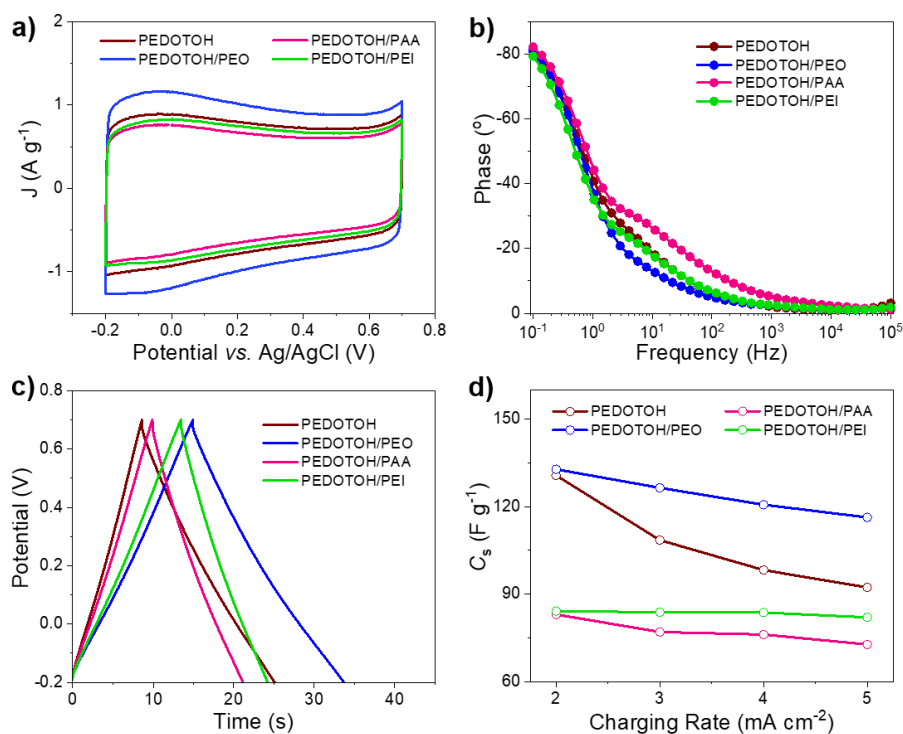 a)
PEDOTOH PEDOTOH/PAA
PEDOTOH/PEO PEDOTOH/PEI
J (A g⁻¹)
1
0
-1
-0.2 0.0 0.2 0.4 0.6 0.8
Potential vs. Ag/AgCl (V)
b)
PEDOTOH
PEDOTOH/PEO
PEDOTOH/PAA
PEDOTOH/PEI
Phase (º)
-80
-60
-40
-20
0
10⁻¹ 10⁰ 10¹ 10² 10³ 10⁴ 10⁵
Frequency (Hz)
c)
PEDOTOH
PEDOTOH/PEO
PEDOTOH/PAA
PEDOTOH/PEI
Potential (V)
0.8
0.6
0.4
0.2
0.0
-0.2
0 10 20 30 40
Time (s)
d)
PEDOTOH PEDOTOH/PAA
PEDOTOH/PEO PEDOTOH/PEI
Cs (F g⁻¹)
150
120
90
60
2 3 4 5
Charging Rate (mA cm⁻²)